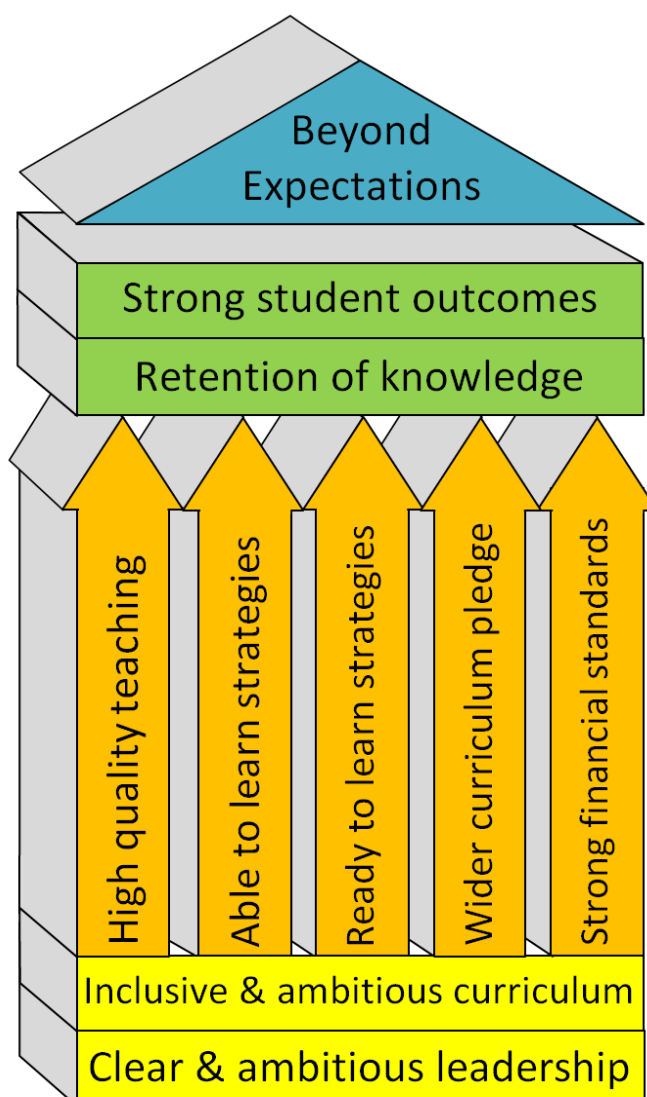 Beyond
Expectations
Strong student outcomes
Retention of knowledge
High quality teaching
Able to learn strategies
Ready to learn strategies
Wider curriculum pledge
Strong financial standards
Inclusive & ambitious curriculum
Clear & ambitious leadership